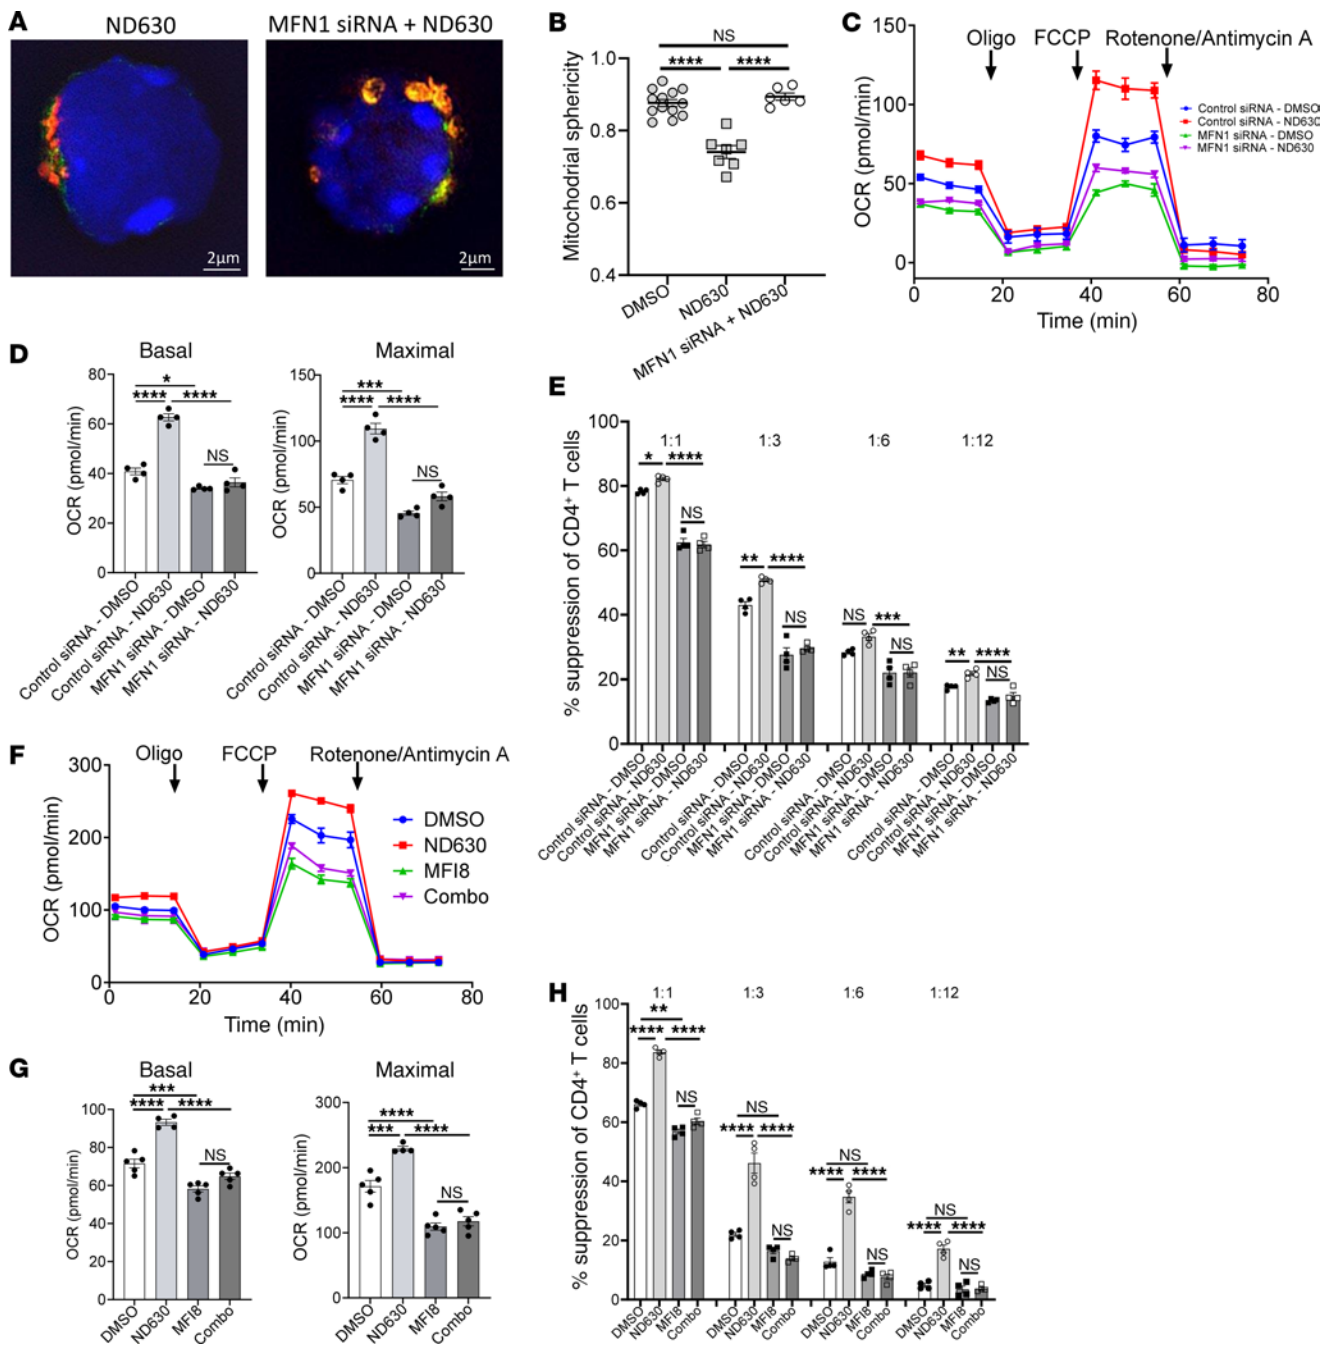 A
ND630
MFN1 siRNA + ND630
2μm
2μm
B
NS
**** ****
Mitochodrial sphericity
1.0
0.8
0.6
0.4
DMSO
ND630
MFN1 siRNA + ND630
C
Oligo FCCP Rotenone/Antimycin A
OCR (pmol/min)
150
100
50
0
0 20 40 60 80
Time (min)
Control siRNA - DMSO
Control siRNA - ND630
MFN1 siRNA - DMSO
MFN1 siRNA - ND630
D
Basal
OCR (pmol/min)
80
60
40
20
0
*
**** ****
NS
Control siRNA - DMSO
Control siRNA - ND630
MFN1 siRNA - DMSO
MFN1 siRNA - ND630
Maximal
OCR (pmol/min)
150
100
50
0
***
**** ****
NS
Control siRNA - DMSO
Control siRNA - ND630
MFN1 siRNA - DMSO
MFN1 siRNA - ND630
E
% suppression of CD4+ T cells
100
80
60
40
20
0
1:1 1:3 1:6 1:12
* ****
NS
** ****
NS
NS ***
NS
** ****
NS
Control siRNA - DMSO
Control siRNA - ND630
MFN1 siRNA - DMSO
MFN1 siRNA - ND630
Control siRNA - DMSO
Control siRNA - ND630
MFN1 siRNA - DMSO
MFN1 siRNA - ND630
Control siRNA - DMSO
Control siRNA - ND630
MFN1 siRNA - DMSO
MFN1 siRNA - ND630
Control siRNA - DMSO
Control siRNA - ND630
MFN1 siRNA - DMSO
MFN1 siRNA - ND630
F
Oligo FCCP Rotenone/Antimycin A
OCR (pmol/min)
300
200
100
0
0 20 40 60 80
Time (min)
DMSO
ND630
MFI8
Combo
G
Basal
OCR (pmol/min)
100
80
60
40
20
0
***
**** ****
NS
DMSO
ND630
MFI8
Combo
Maximal
OCR (pmol/min)
300
200
100
0
****
*** ****
NS
DMSO
ND630
MFI8
Combo
H
% suppression of CD4+ T cells
100
80
60
40
20
0
1:1 1:3 1:6 1:12
**
**** ****
NS
NS
**** ****
NS
NS
**** ****
NS
NS
**** ****
NS
DMSO
ND630
MFI8
Combo
DMSO
ND630
MFI8
Combo
DMSO
ND630
MFI8
Combo
DMSO
ND630
MFI8
Combo